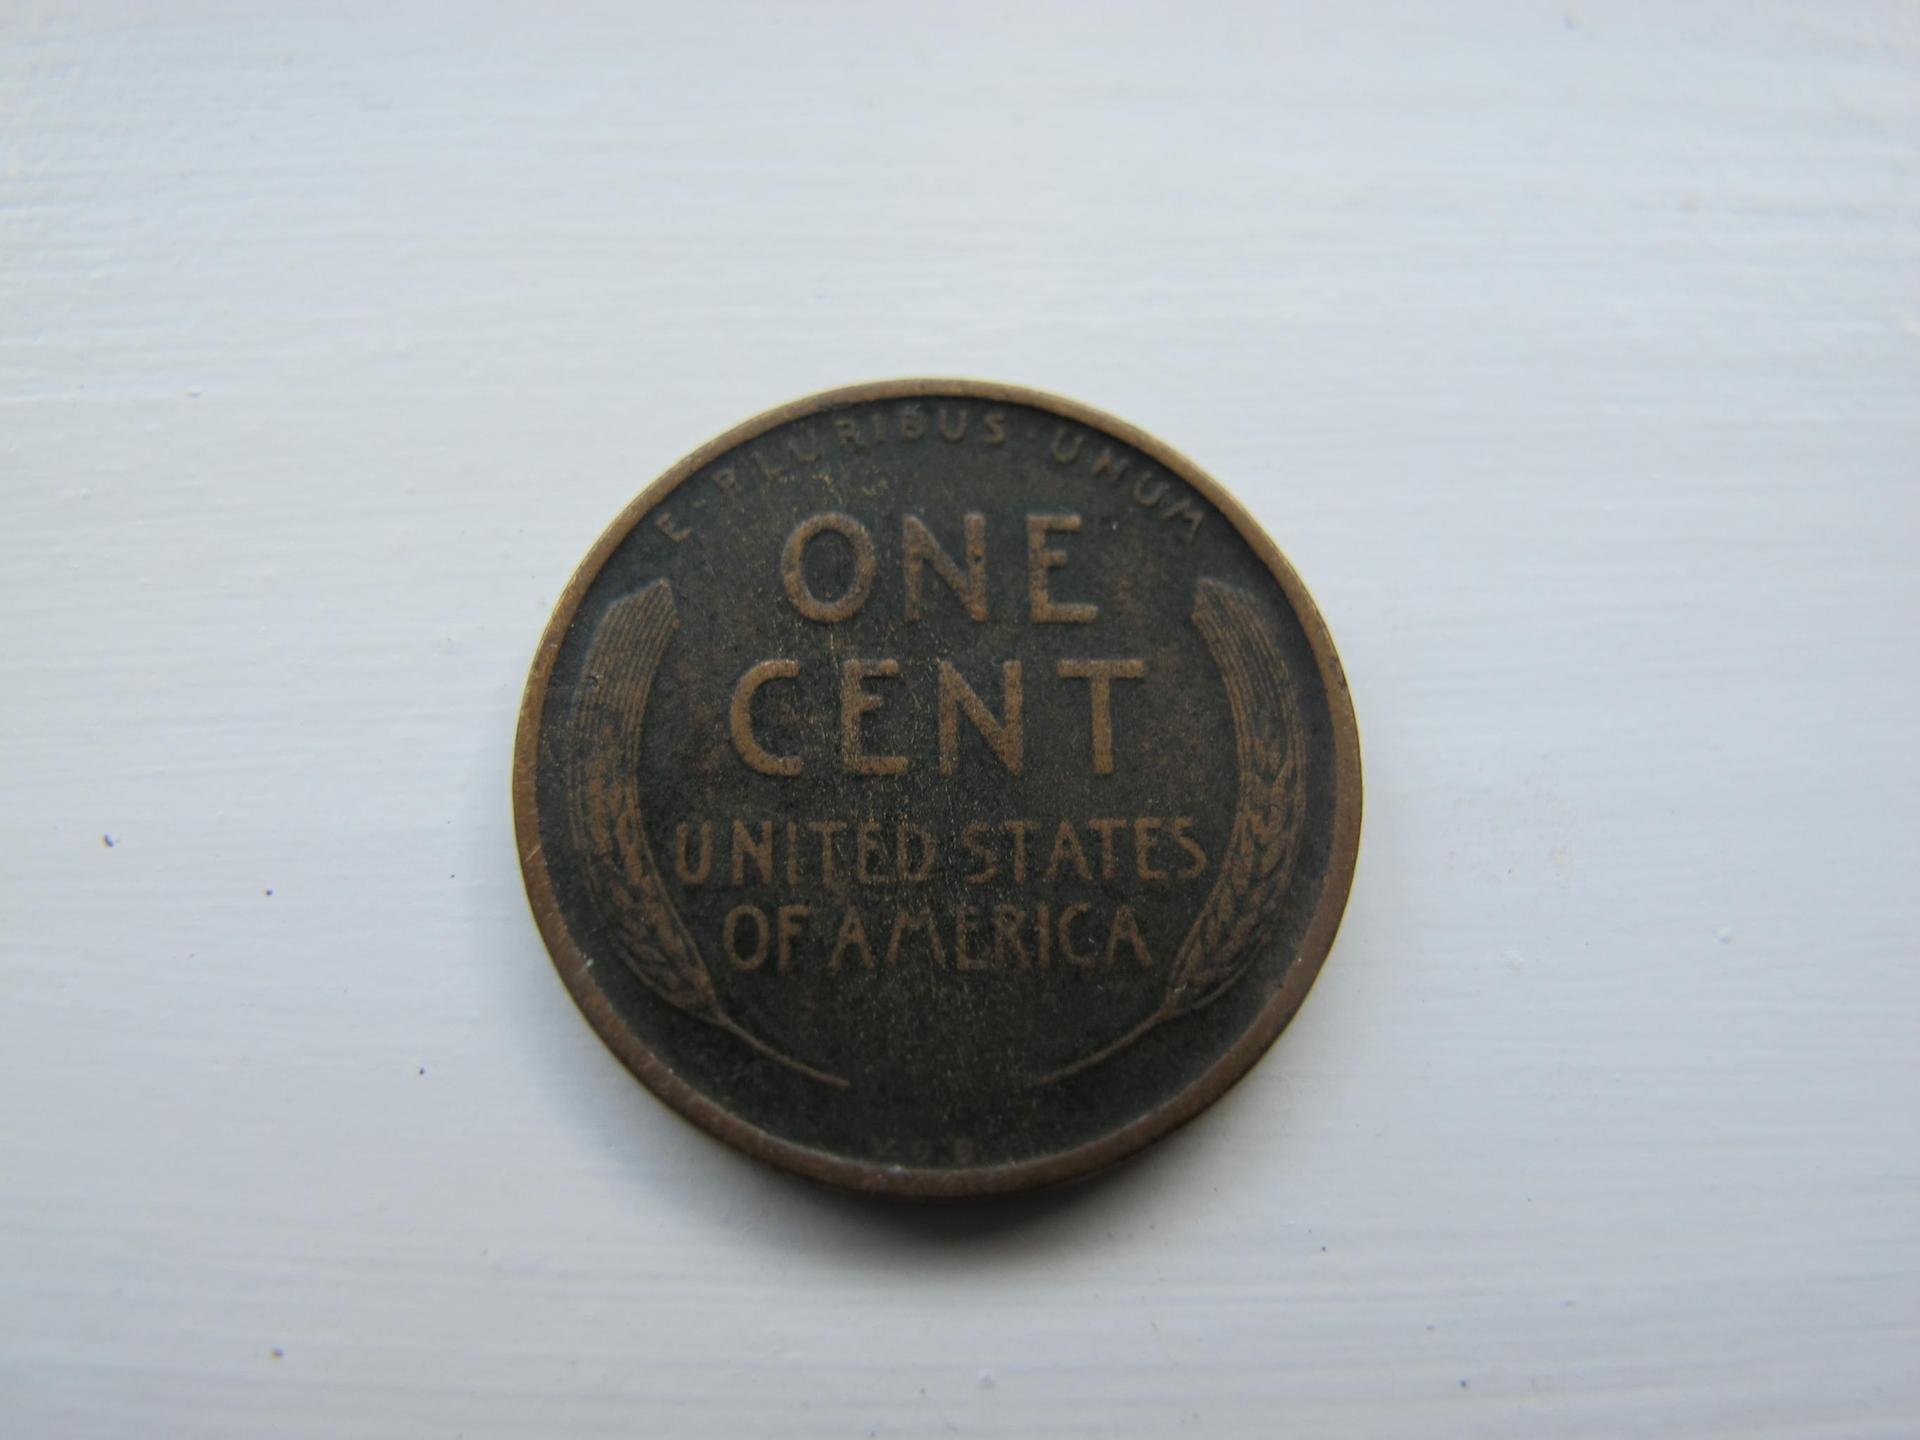 E·PLURIBUS·UNUM
ONE
CENT
UNITED STATES
OF AMERICA
V.D.B.